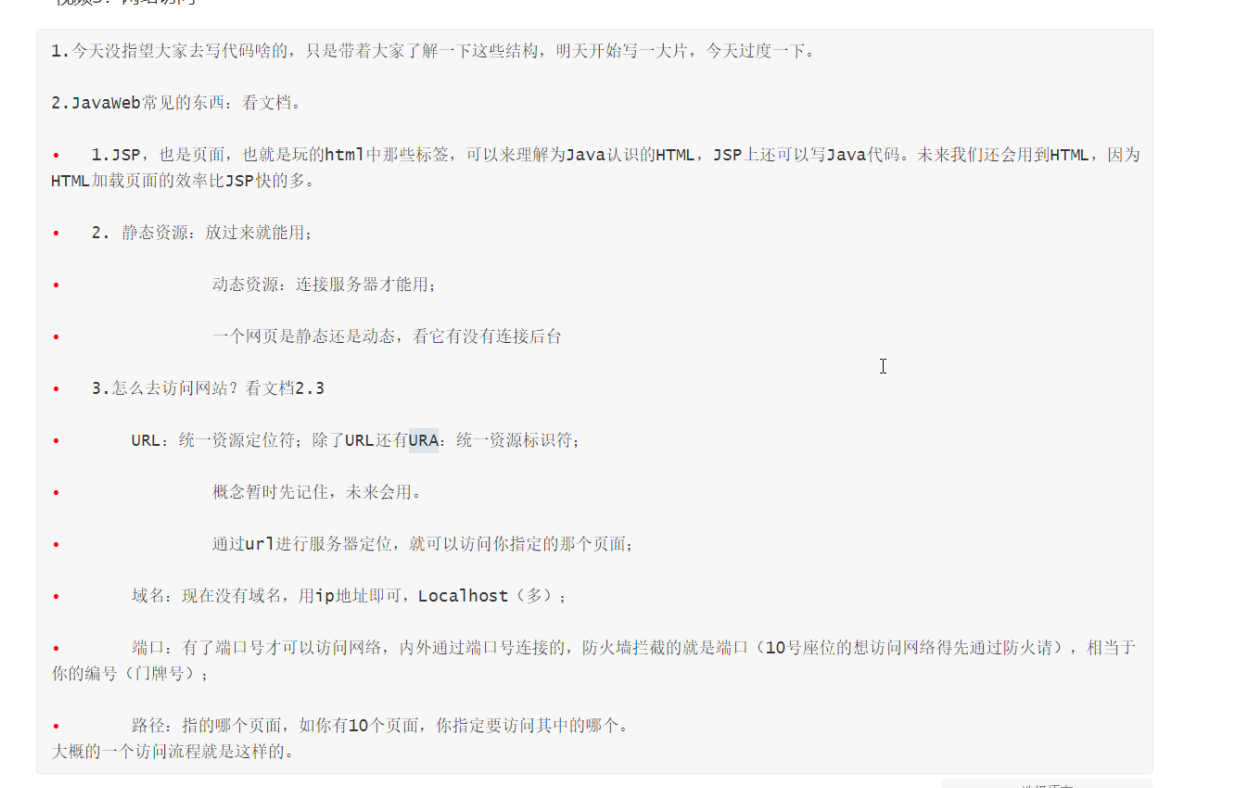 视频3：网站访问
1.今天没指望大家去写代码啥的，只是带着大家了解一下这些结构，明天开始写一大片，今天过度一下。
2.JavaWeb常见的东西：看文档。
• 1.JSP，也是页面，也就是玩的html中那些标签，可以来理解为Java认识的HTML，JSP上还可以写Java代码。未来我们还会用到HTML，因为
HTML加载页面的效率比JSP快的多。
• 2. 静态资源：放过来就能用；
• 动态资源：连接服务器才能用；
• 一个网页是静态还是动态，看它有没有连接后台
• 3.怎么去访问网站？看文档2.3
• URL：统一资源定位符；除了URL还有URA：统一资源标识符；
• 概念暂时先记住，未来会用。
• 通过url进行服务器定位，就可以访问你指定的那个页面；
• 域名：现在没有域名，用ip地址即可，Localhost（多）；
• 端口：有了端口号才可以访问网络，内外通过端口号连接的，防火墙拦截的就是端口（10号座位的想访问网络得先通过防火请），相当于
你的编号（门牌号）；
• 路径：指的哪个页面，如你有10个页面，你指定要访问其中的哪个。
大概的一个访问流程就是这样的。
选择语言